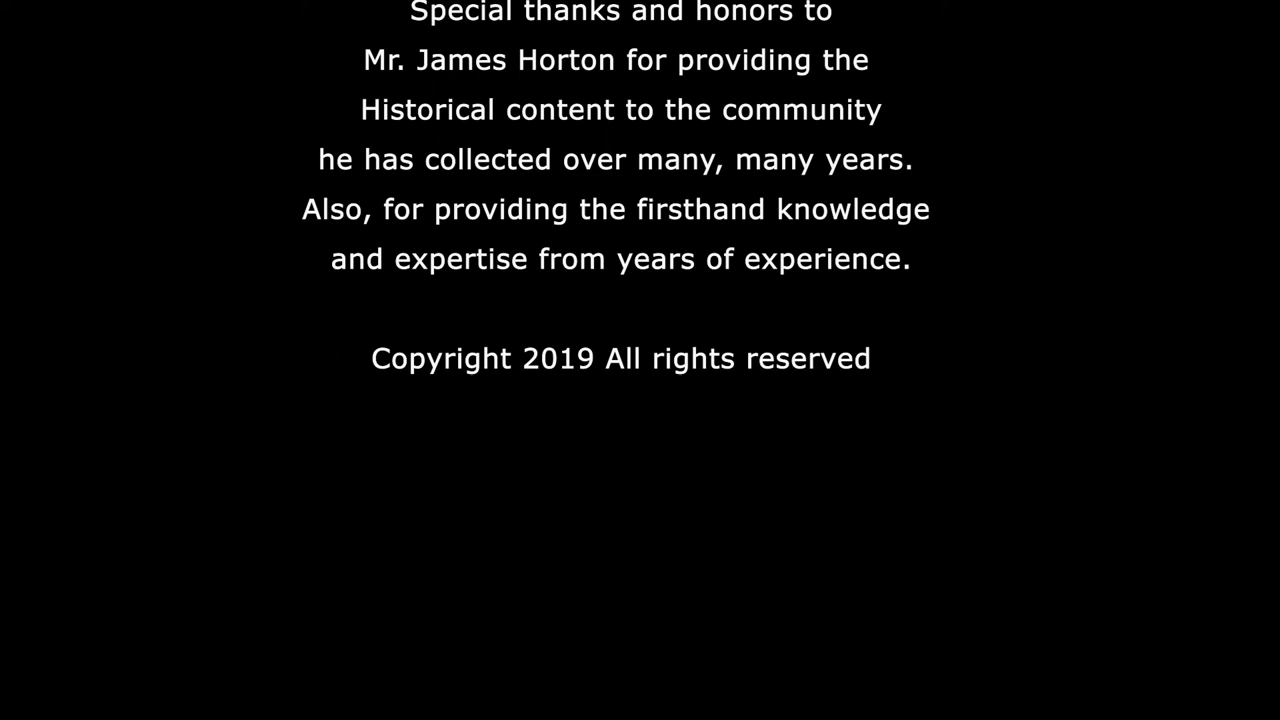 Special thanks and honors to
Mr. James Horton for providing the
Historical content to the community
he has collected over many, many years.
Also, for providing the firsthand knowledge
and expertise from years of experience.
Copyright 2019 All rights reserved